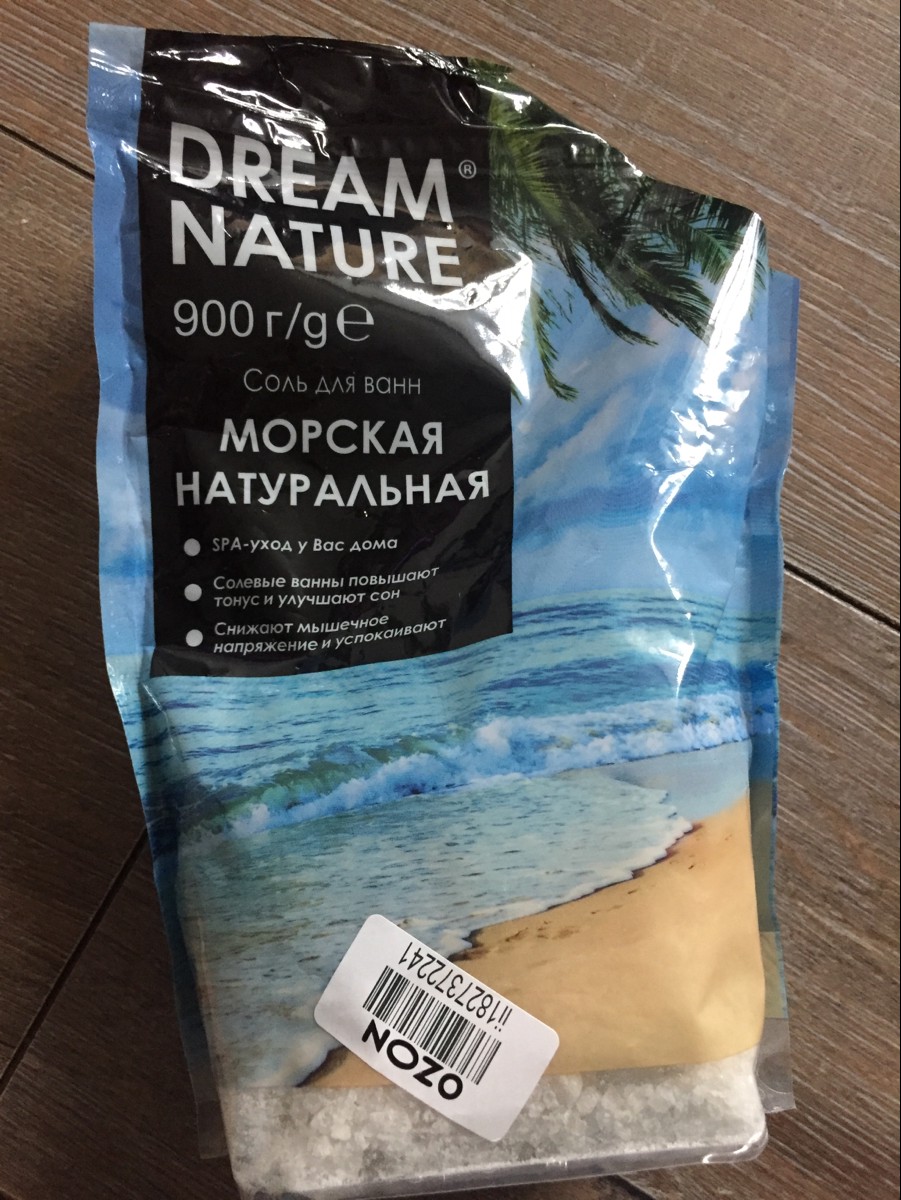 DREAM®
NATURE
900 г/g ℮
Соль для ванн
МОРСКАЯ
НАТУРАЛЬНАЯ
SPA-уход у Вас дома
Солевые ванны повышают
тонус и улучшают сон
Снижают мышечное
напряжение и успокаивают
OZON
ii1827372241